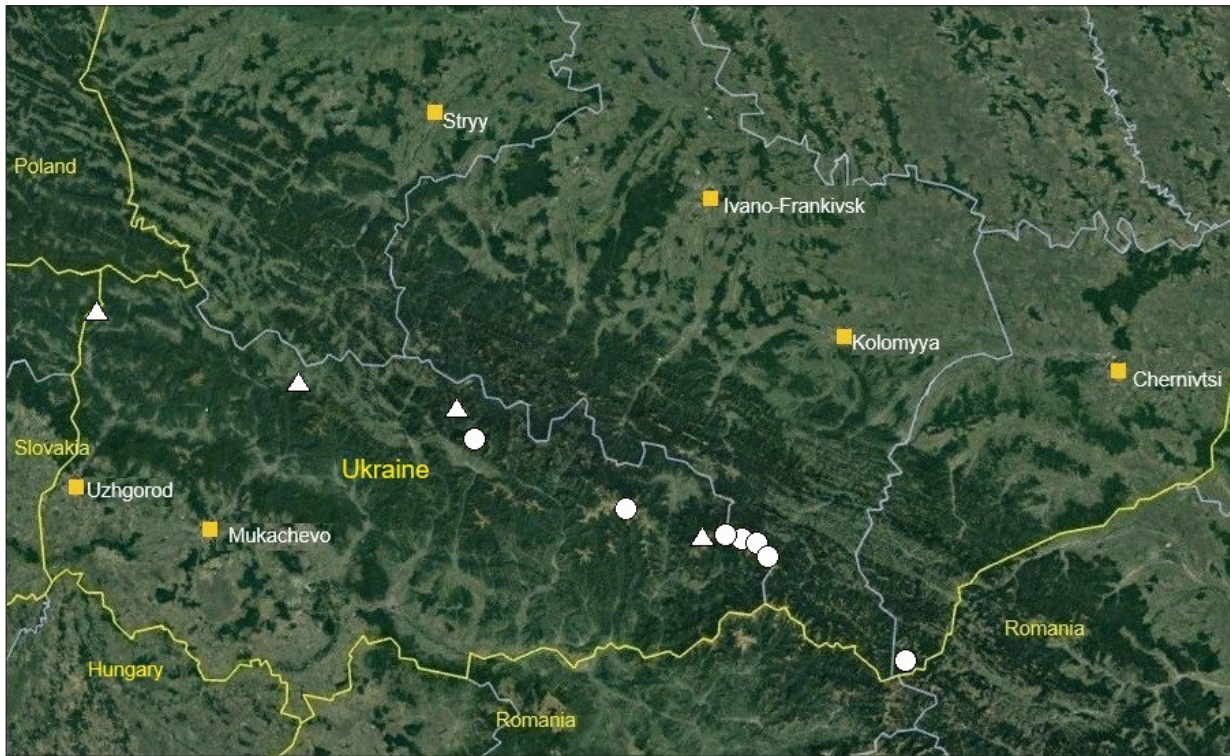 Stryy
Poland
Ivano-Frankivsk
Kolomyya
Chernivtsi
Slovakia
Ukraine
Uzhgorod
Mukachevo
Romania
Hungary
Romania